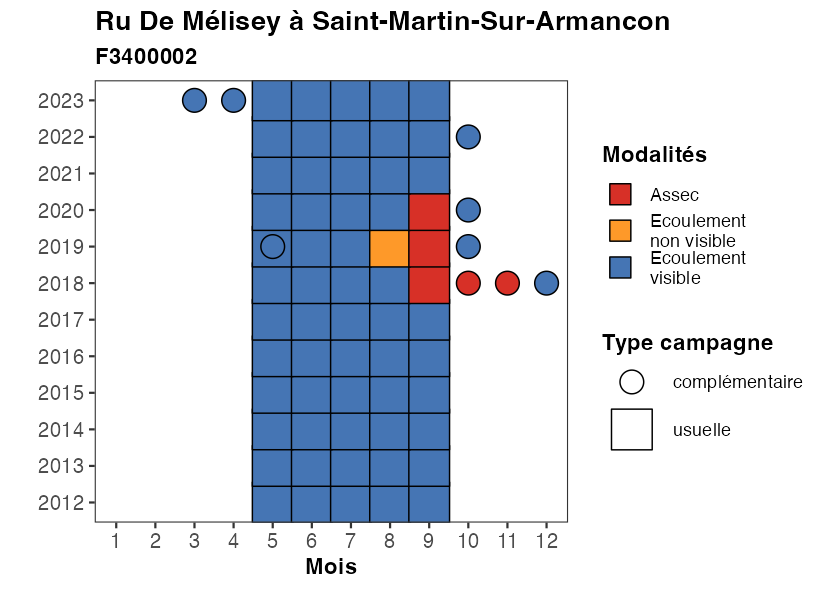 Ru De Mélisey à Saint-Martin-Sur-Armancon
F3400002
2023
2022
2021
2020
2019
2018
2017
2016
2015
2014
2013
2012
1 2 3 4 5 6 7 8 9 10 11 12
Mois
Modalités
Assec
Ecoulement
non visible
Ecoulement
visible
Type campagne
complémentaire
usuelle